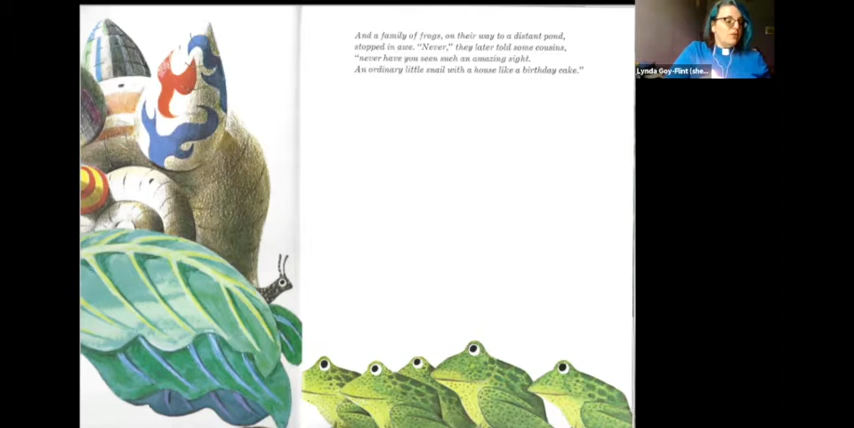 And a family of frogs, on their way to a distant pond,
stopped in awe. “Never,” they later told some cousins,
“never have you seen such an amazing sight.
An ordinary little snail with a house like a birthday cake.”
Lynda Goy-Flint (she...